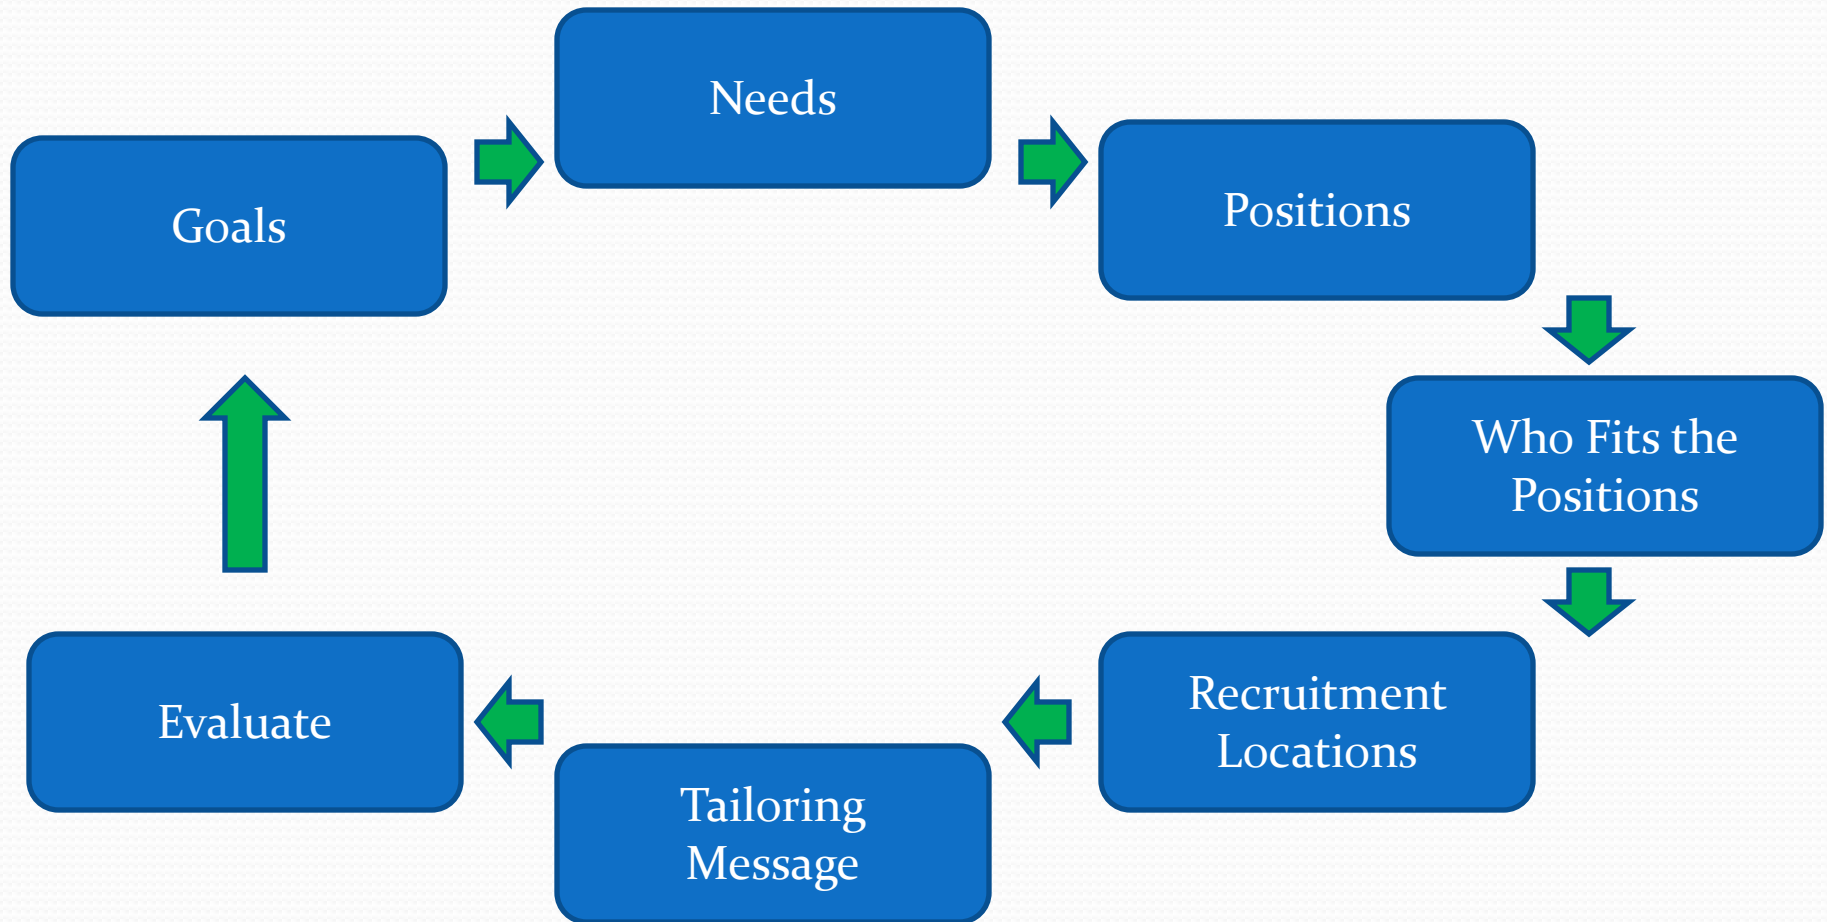 Goals
Needs
Positions
Who Fits the
Positions
Recruitment
Locations
Tailoring
Message
Evaluate